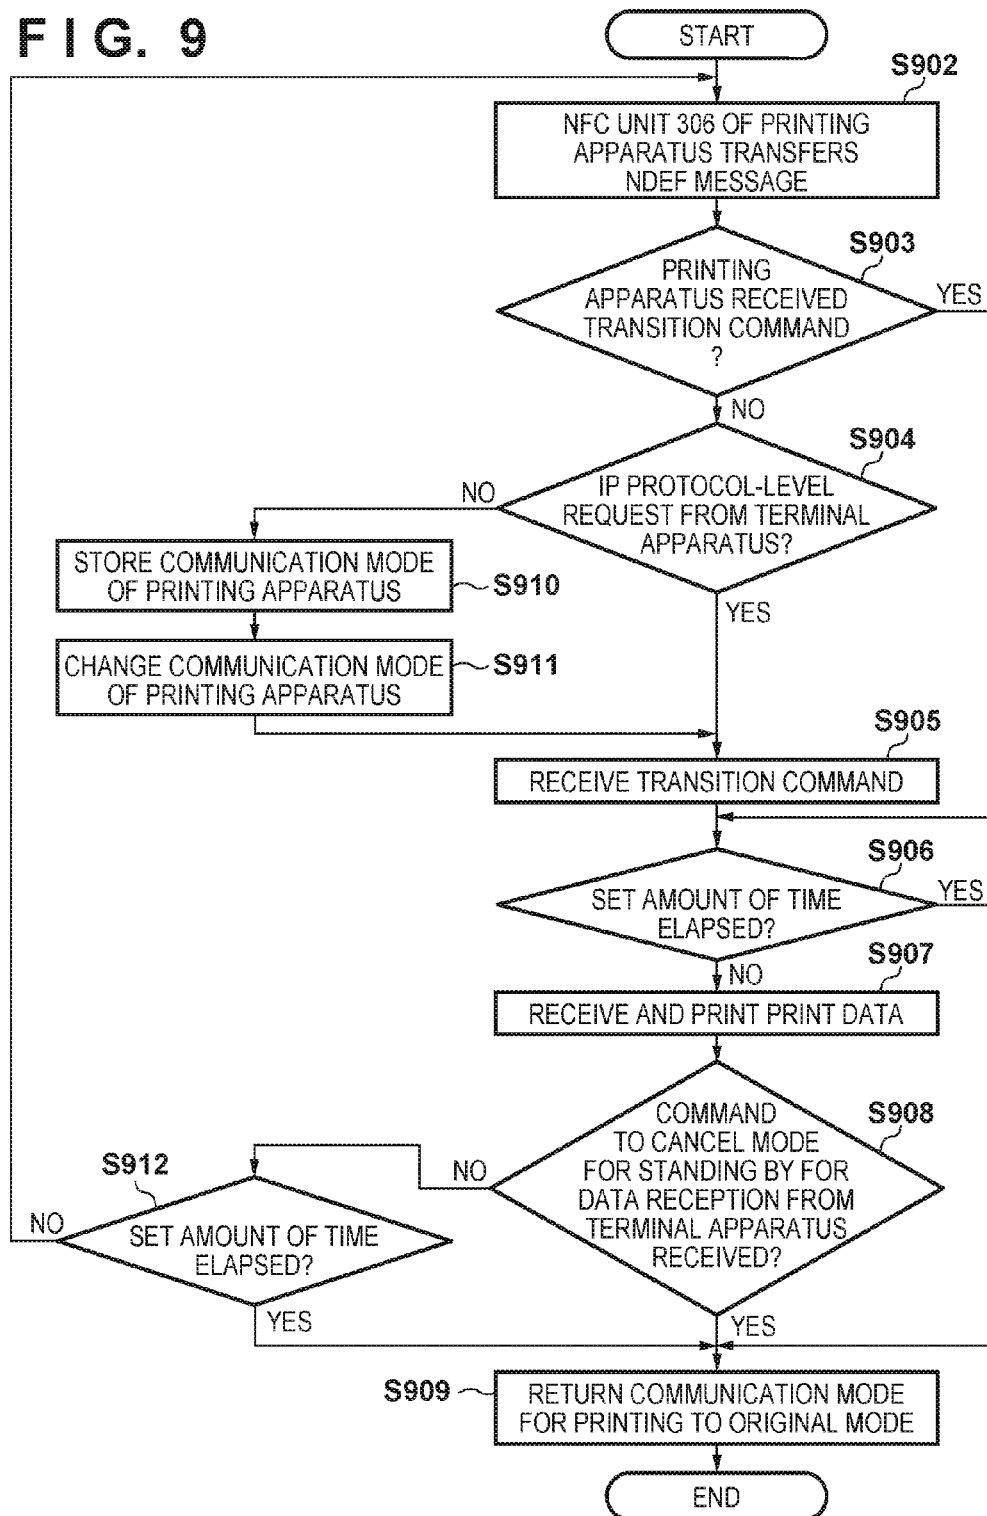 FIG. 9
START
S902
NFC UNIT 306 OF PRINTING
APPARATUS TRANSFERS
NDEF MESSAGE
S903
PRINTING
APPARATUS RECEIVED
TRANSITION COMMAND
?
YES
NO
S904
IP PROTOCOL-LEVEL
REQUEST FROM TERMINAL
APPARATUS?
NO
YES
STORE COMMUNICATION MODE
OF PRINTING APPARATUS
S910
CHANGE COMMUNICATION MODE
OF PRINTING APPARATUS
S911
S905
RECEIVE TRANSITION COMMAND
S906
SET AMOUNT OF TIME
ELAPSED?
YES
NO
S907
RECEIVE AND PRINT PRINT DATA
S908
COMMAND
TO CANCEL MODE
FOR STANDING BY FOR
DATA RECEPTION FROM
TERMINAL APPARATUS
RECEIVED?
NO
YES
S912
SET AMOUNT OF TIME
ELAPSED?
NO
YES
S909
RETURN COMMUNICATION MODE
FOR PRINTING TO ORIGINAL MODE
END